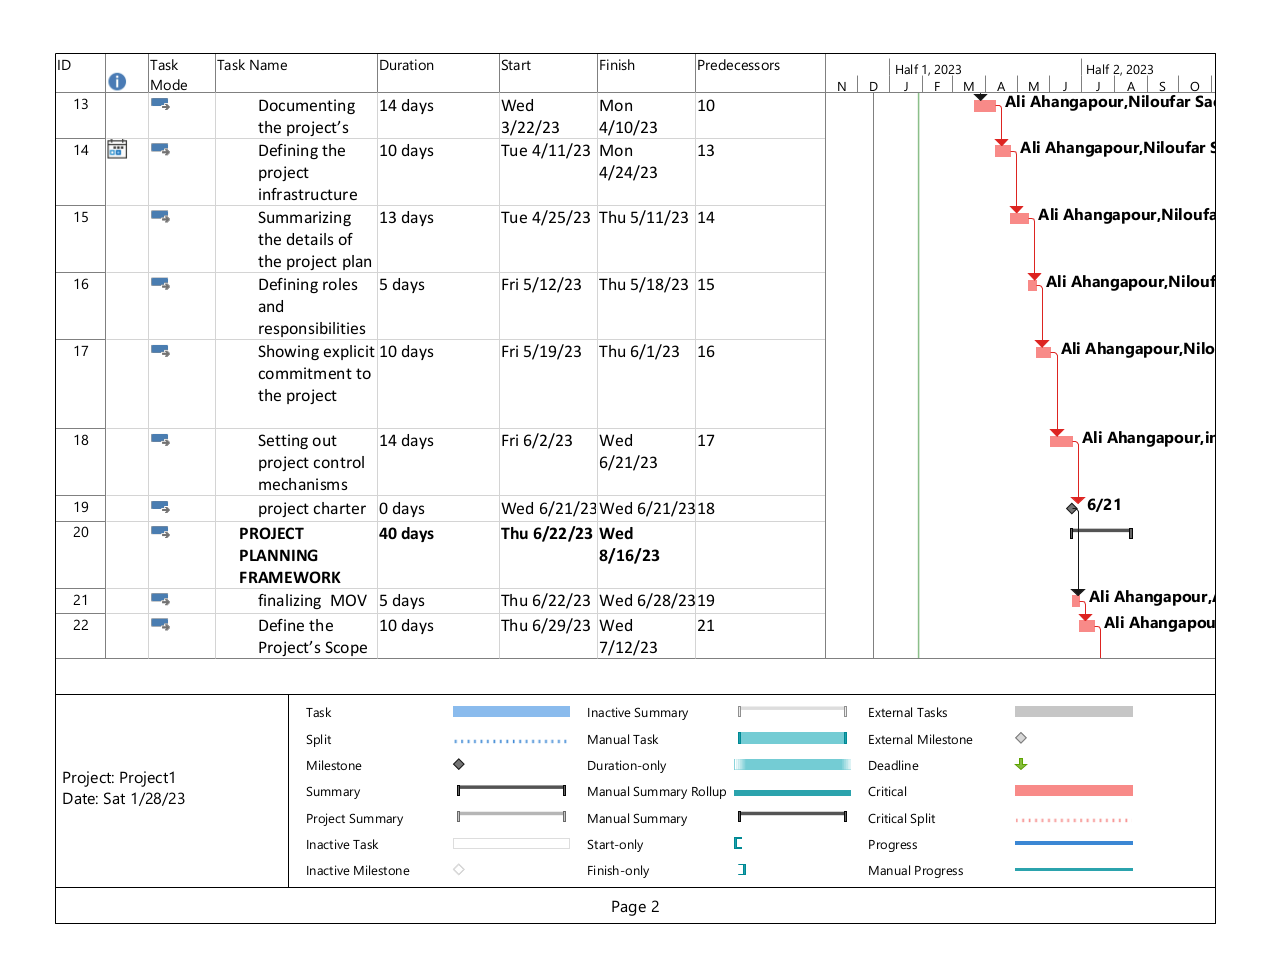 ID Task Mode Task Name Duration Start Finish Predecessors
Half 1, 2023 Half 2, 2023
N D J F M A M J J A S O
13 Documenting the project’s 14 days Wed 3/22/23 Mon 4/10/23 10
Ali Ahangapour,Niloufar Sa
14 Defining the project infrastructure 10 days Tue 4/11/23 Mon 4/24/23 13
Ali Ahangapour,Niloufar S
15 Summarizing the details of the project plan 13 days Tue 4/25/23 Thu 5/11/23 14
Ali Ahangapour,Niloufa
16 Defining roles and responsibilities 5 days Fri 5/12/23 Thu 5/18/23 15
Ali Ahangapour,Nilouf
17 Showing explicit commitment to the project 10 days Fri 5/19/23 Thu 6/1/23 16
Ali Ahangapour,Nilo
18 Setting out project control mechanisms 14 days Fri 6/2/23 Wed 6/21/23 17
Ali Ahangapour,in
19 project charter 0 days Wed 6/21/23 Wed 6/21/23 18
6/21
20 PROJECT PLANNING FRAMEWORK 40 days Thu 6/22/23 Wed 8/16/23
21 finalizing MOV 5 days Thu 6/22/23 Wed 6/28/23 19
Ali Ahangapour,
22 Define the Project’s Scope 10 days Thu 6/29/23 Wed 7/12/23 21
Ali Ahangapou
Project: Project1
Date: Sat 1/28/23
Task
Split
Milestone
Summary
Project Summary
Inactive Task
Inactive Milestone
Inactive Summary
Manual Task
Duration-only
Manual Summary Rollup
Manual Summary
Start-only
Finish-only
External Tasks
External Milestone
Deadline
Critical
Critical Split
Progress
Manual Progress
Page 2